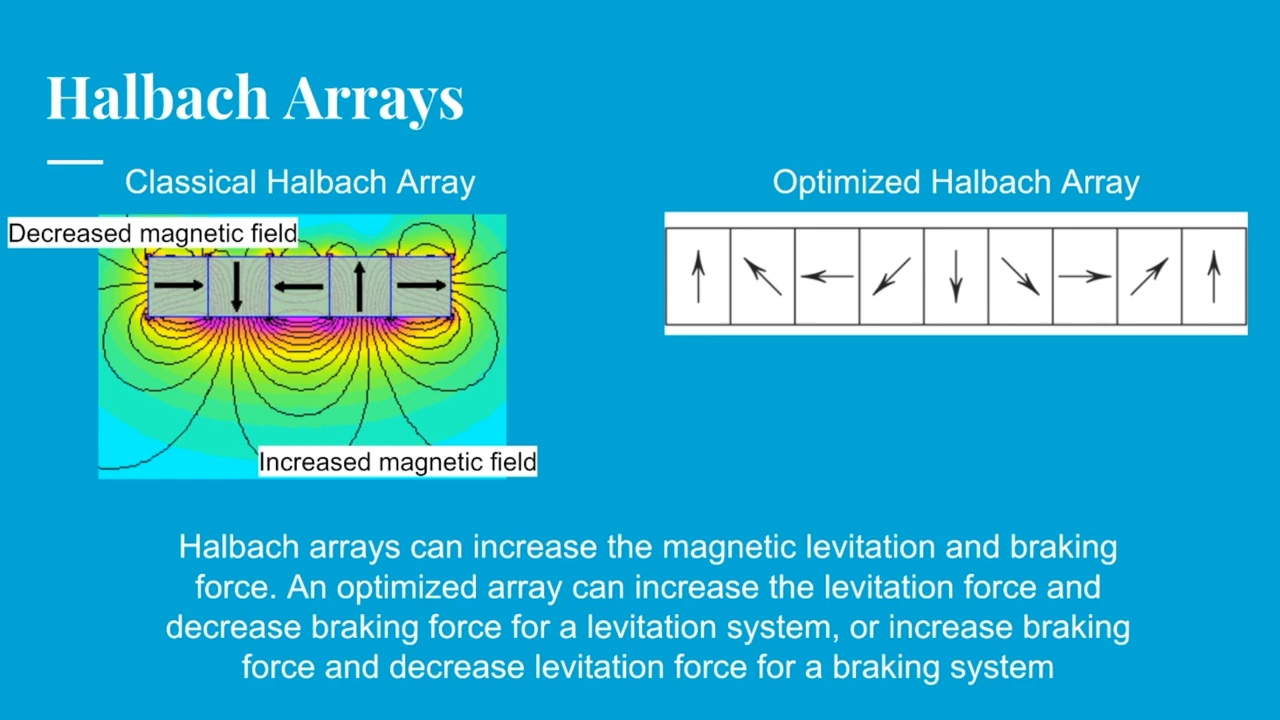 Halbach Arrays
Classical Halbach Array
Optimized Halbach Array
Decreased magnetic field
Increased magnetic field
Halbach arrays can increase the magnetic levitation and braking
force. An optimized array can increase the levitation force and
decrease braking force for a levitation system, or increase braking
force and decrease levitation force for a braking system